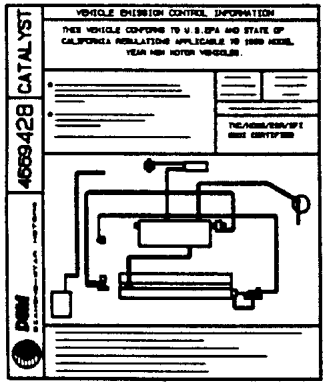 VEHICLE EMISSION CONTROL INFORMATION
THIS VEHICLE CONFORMS TO U.S.EPA AND STATE OF
CALIFORNIA REGULATIONS APPLICABLE TO MODEL
YEAR NEW MOTOR VEHICLES.
CERTIFIED
CATALYST
4669428
DSM
DIAMOND-STAR MOTORS